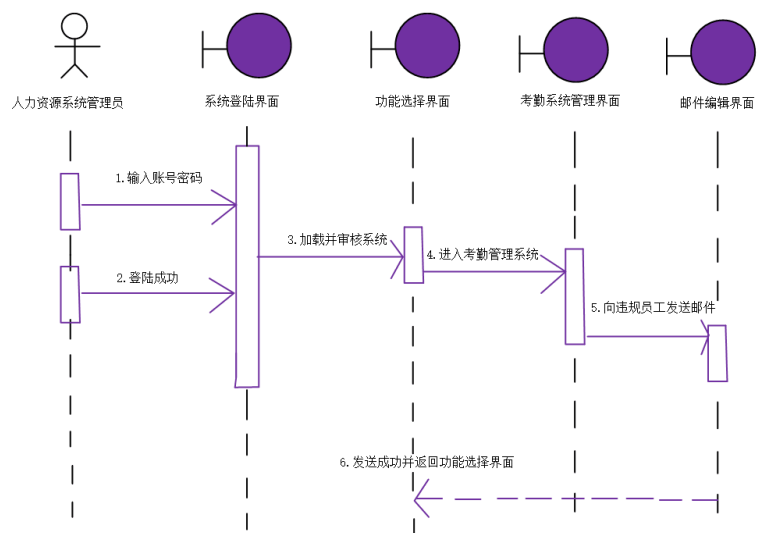 人力资源系统管理员
系统登陆界面
功能选择界面
考勤系统管理界面
邮件编辑界面
1.输入账号密码
3.加载并审核系统
4.进入考勤管理系统
2.登陆成功
5.向违规员工发送邮件
6.发送成功并返回功能选择界面